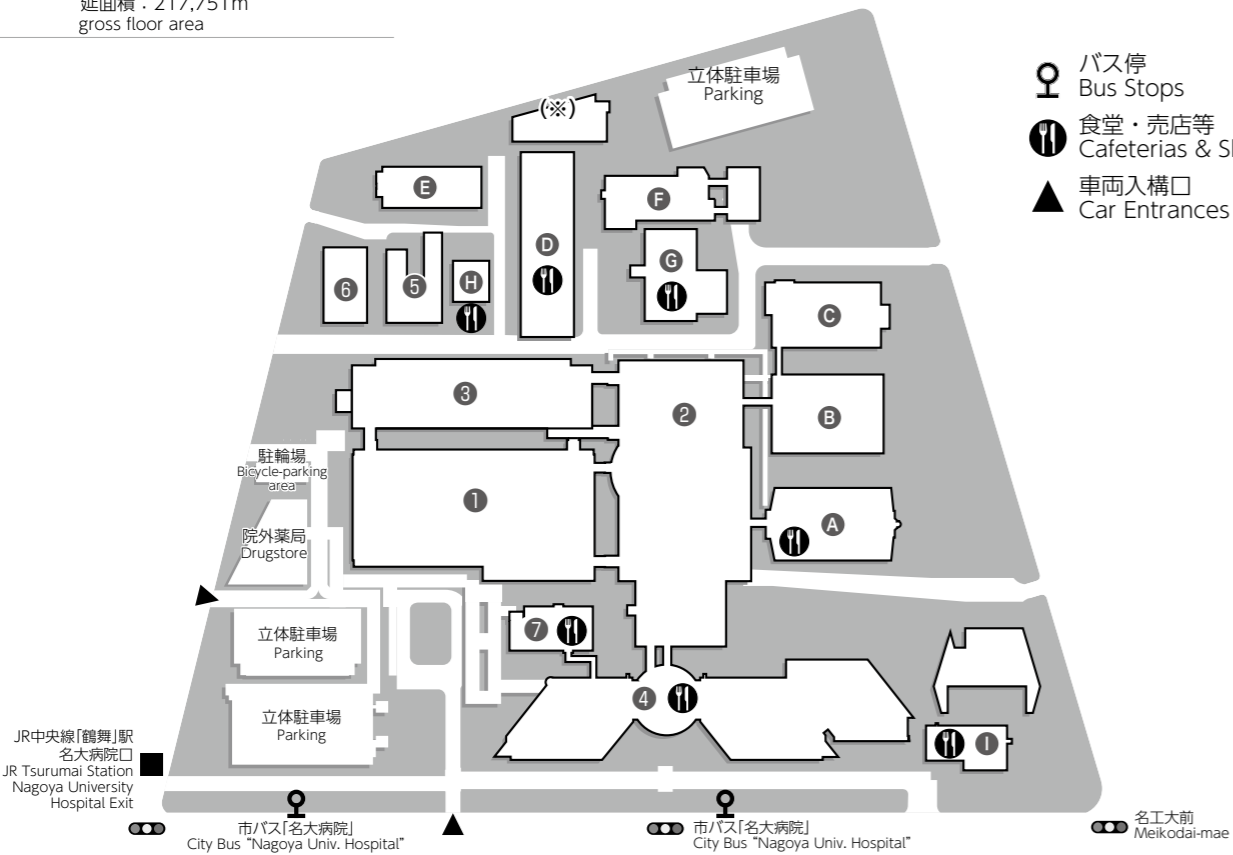 延面積：217,751m
gross floor area
バス停
Bus Stops
食堂・売店等
Cafeterias &
車両入構口
Car Entrances
立体駐車場
Parking
(※)
E
F
D
G
H
5
6
C
3
2
B
駐輪場
Bicycle-parking
area
1
A
院外薬局
Drugstore
立体駐車場
Parking
7
4
立体駐車場
Parking
I
JR中央線「鶴舞」駅
名大病院口
JR Tsurumai Station
Nagoya University
Hospital Exit
市バス「名大病院」
City Bus "Nagoya Univ. Hospital"
市バス「名大病院」
City Bus "Nagoya Univ. Hospital"
名工大前
Meikodai-mae